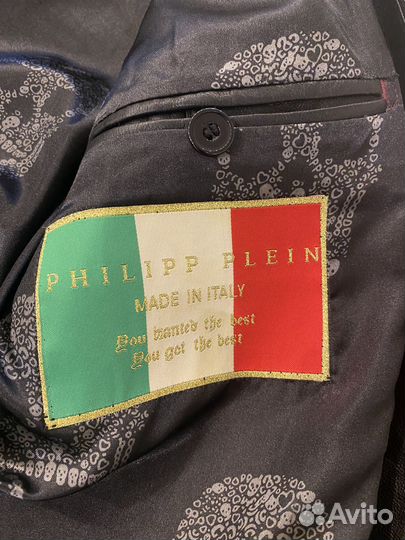 PHILIPP PLEIN
MADE IN ITALY
You wanted the best
You got the best
Avito